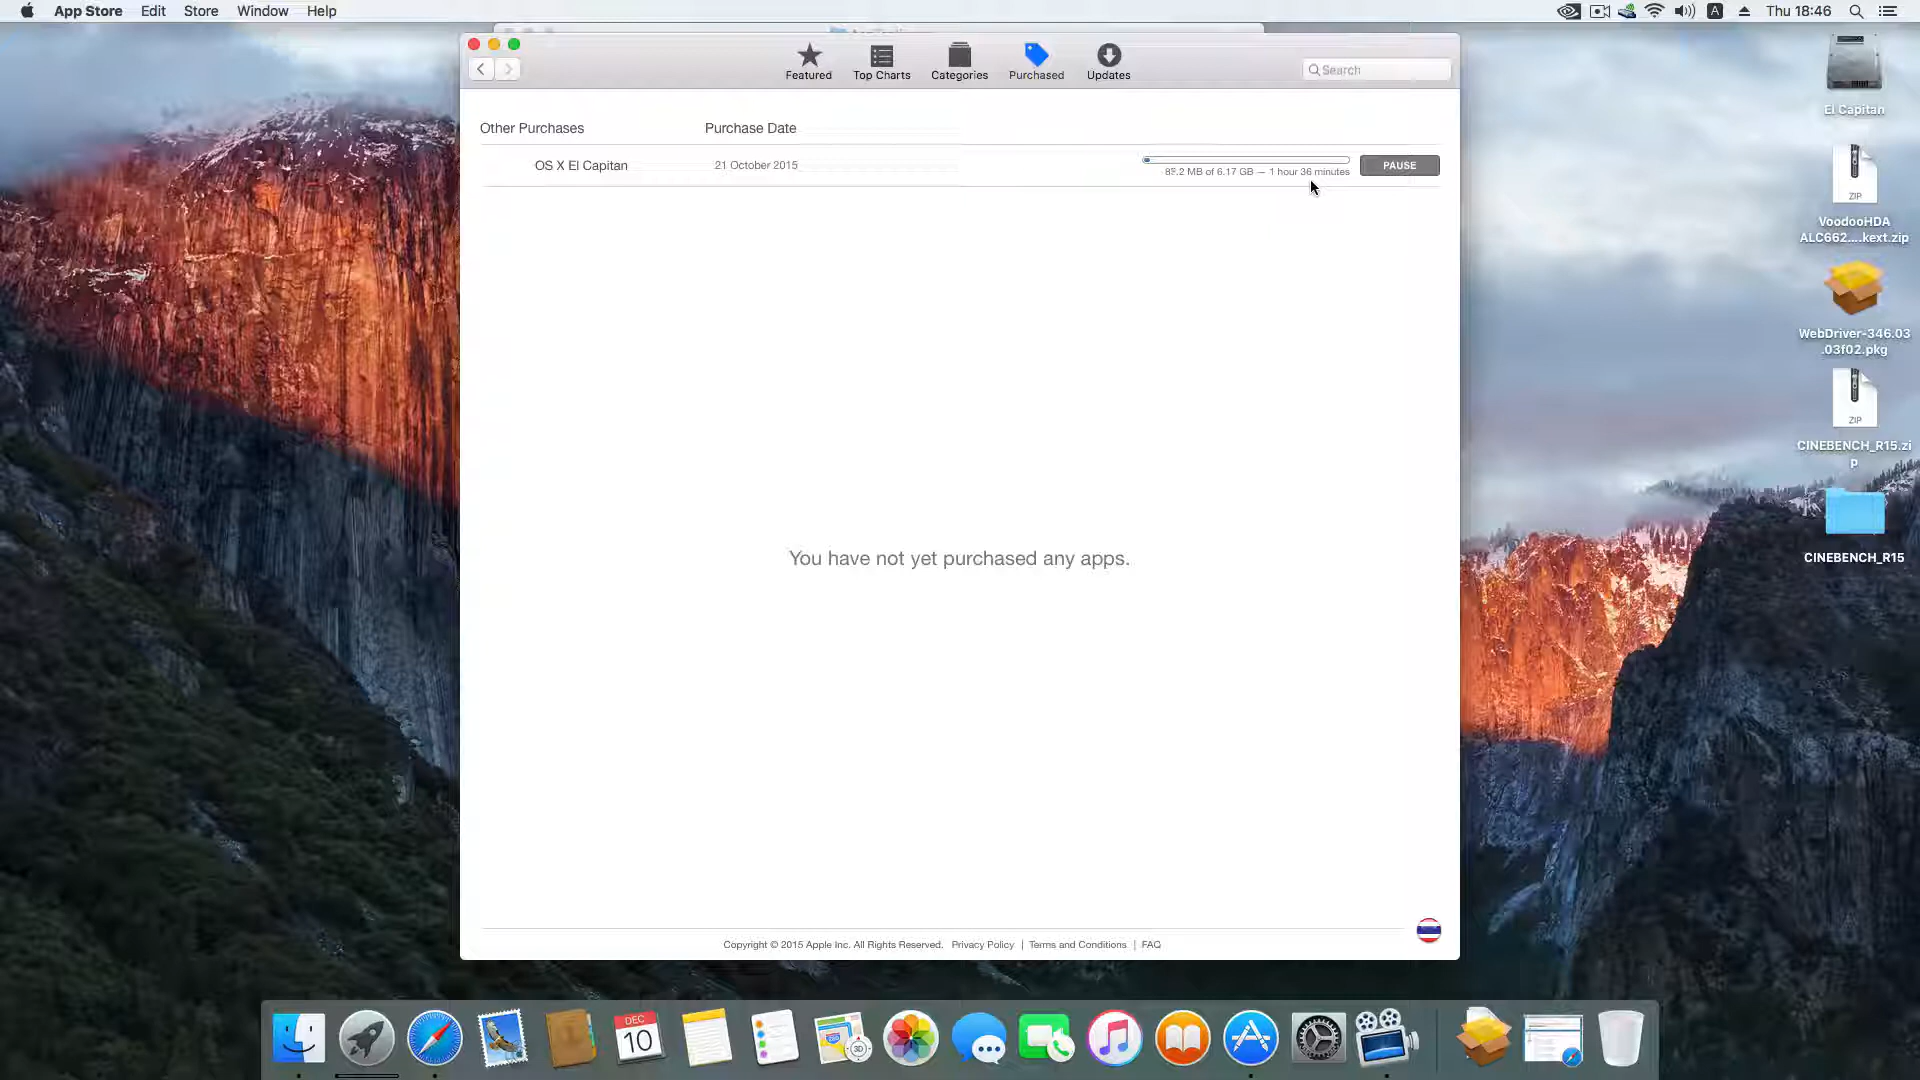 App Store Edit Store Window Help
A Thu 18:46
Featured Top Charts Categories Purchased Updates
Search
Other Purchases Purchase Date
OS X El Capitan 21 October 2015
MB of 6.17 GB — 1 hour 36 minutes
PAUSE
You have not yet purchased any apps.
Copyright © 2015 Apple Inc. All Rights Reserved. Privacy Policy | Terms and Conditions | FAQ
El Capitan
ZIP
VoodooHDA
ALC662....kext.zip
WebDriver-346.03
.03f02.pkg
ZIP
CINEBENCH_R15.zi
p
CINEBENCH_R15
DEC
10
3D